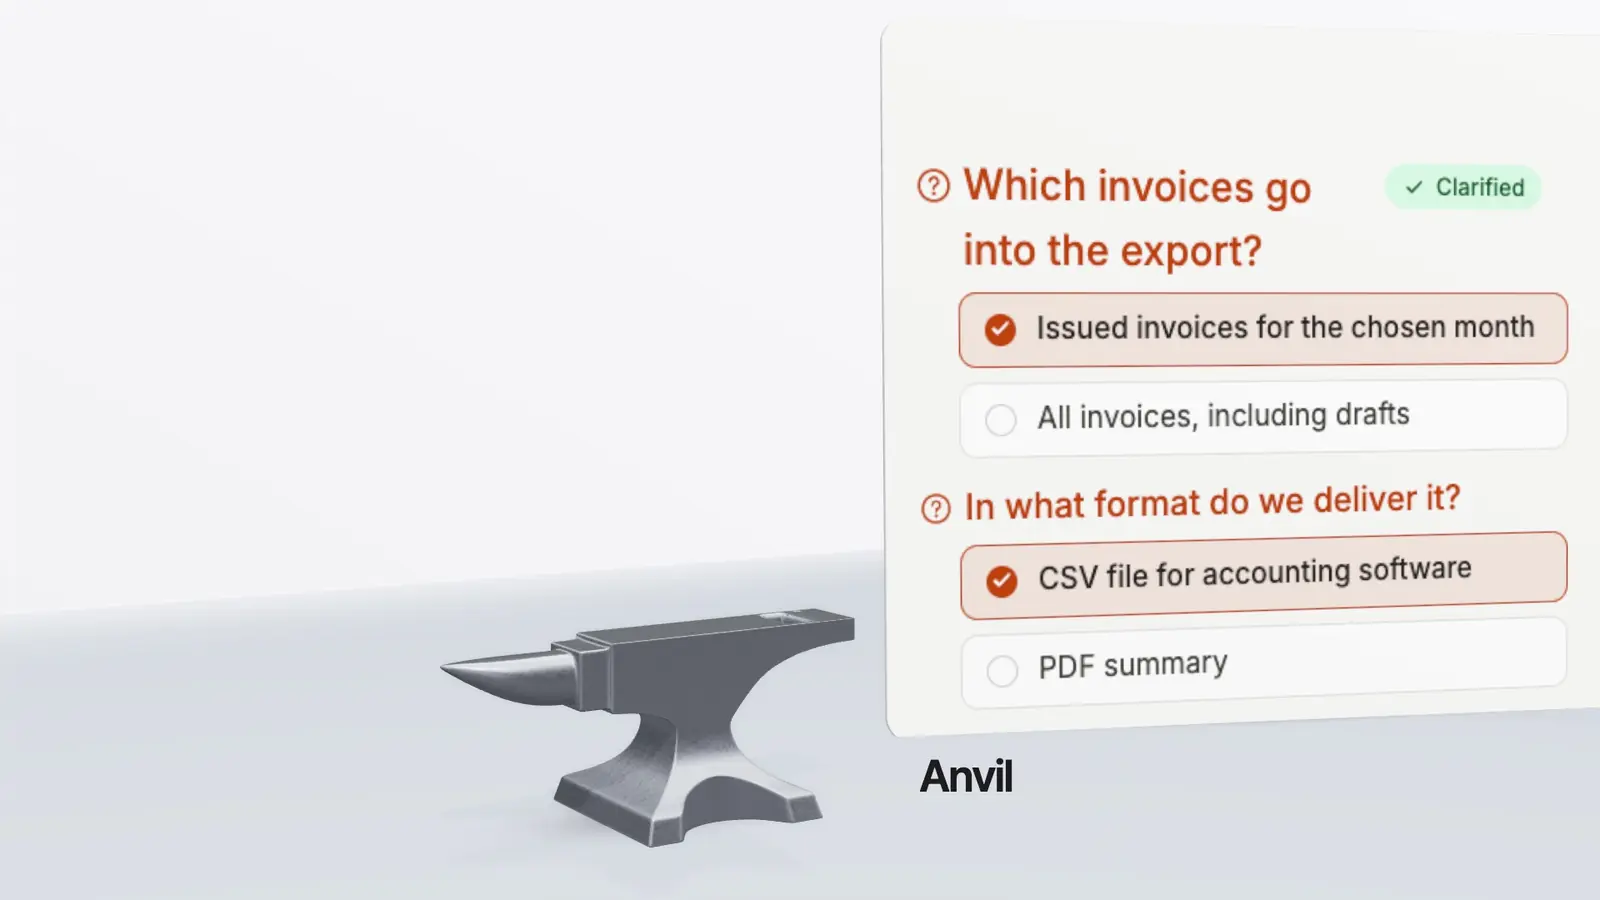 Which invoices go
into the export?
Clarified
Issued invoices for the chosen month
All invoices, including drafts
In what format do we deliver it?
CSV file for accounting software
PDF summary
Anvil